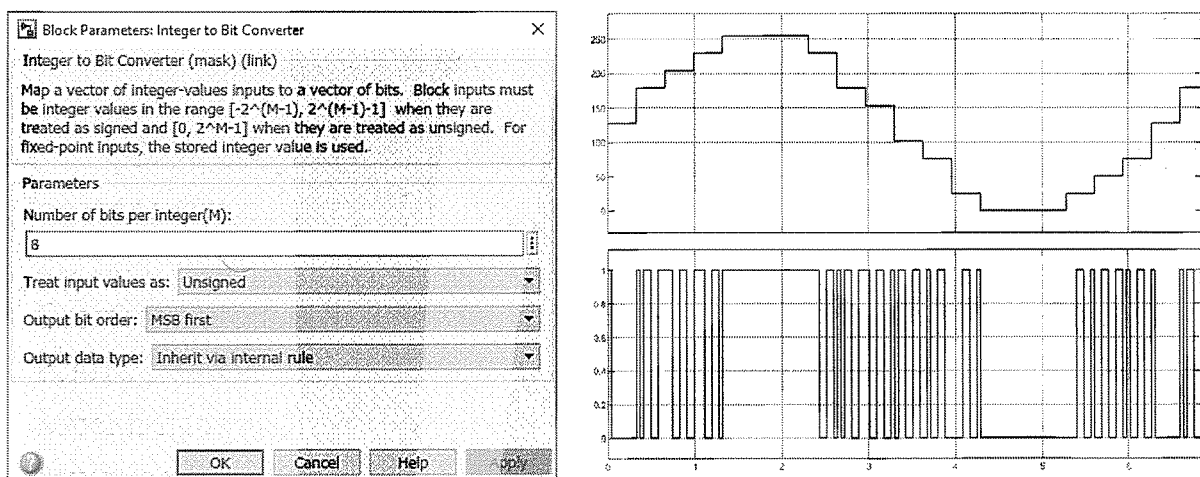 Block Parameters: Integer to Bit Converter
Integer to Bit Converter (mask) (link)
Map a vector of integer-values inputs to a vector of bits. Block inputs must
be integer values in the range [-2^(M-1), 2^(M-1)-1] when they are
treated as signed and [0, 2^M-1] when they are treated as unsigned. For
fixed-point inputs, the stored integer value is used.
Parameters
Number of bits per integer(M):
8
Treat input values as: Unsigned
Output bit order: MSB first
Output data type: Inherit via internal rule
OK Cancel Help
250
200
150
100
50
0
1
0.8
0.6
0.4
0.2
0
0 1 2 3 4 5 6